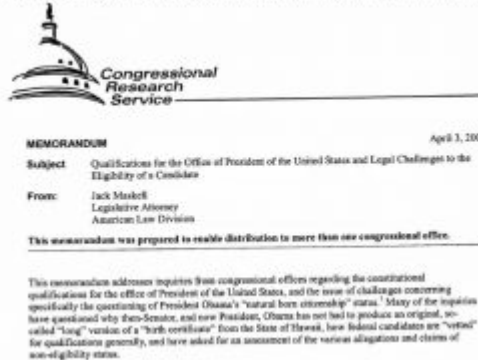 Congressional
Research
Service
MEMORANDUM
April 3, 200
Subject
Qualifications for the Office of President of the United States and Legal Challenges to the
Eligibility of a Candidate
From:
Jack Maskell
Legislative Attorney
American Law Division
This memorandum was prepared to enable distribution to more than one congressional office.
This memorandum addresses inquiries from congressional offices regarding the constitutional
qualifications for the office of President of the United States, and the issue of challenges concerning
specifically the questioning of President Obama's "natural born citizenship" status.1 Many of the inquiries
have questioned why then-Senator, and now President, Obama has not had to produce an original, so-
called "long" version of a "birth certificate" from the State of Hawaii, how federal candidates are "vetted"
for qualifications generally, and have asked for an assessment of the various allegations and claims of
non-eligibility status.